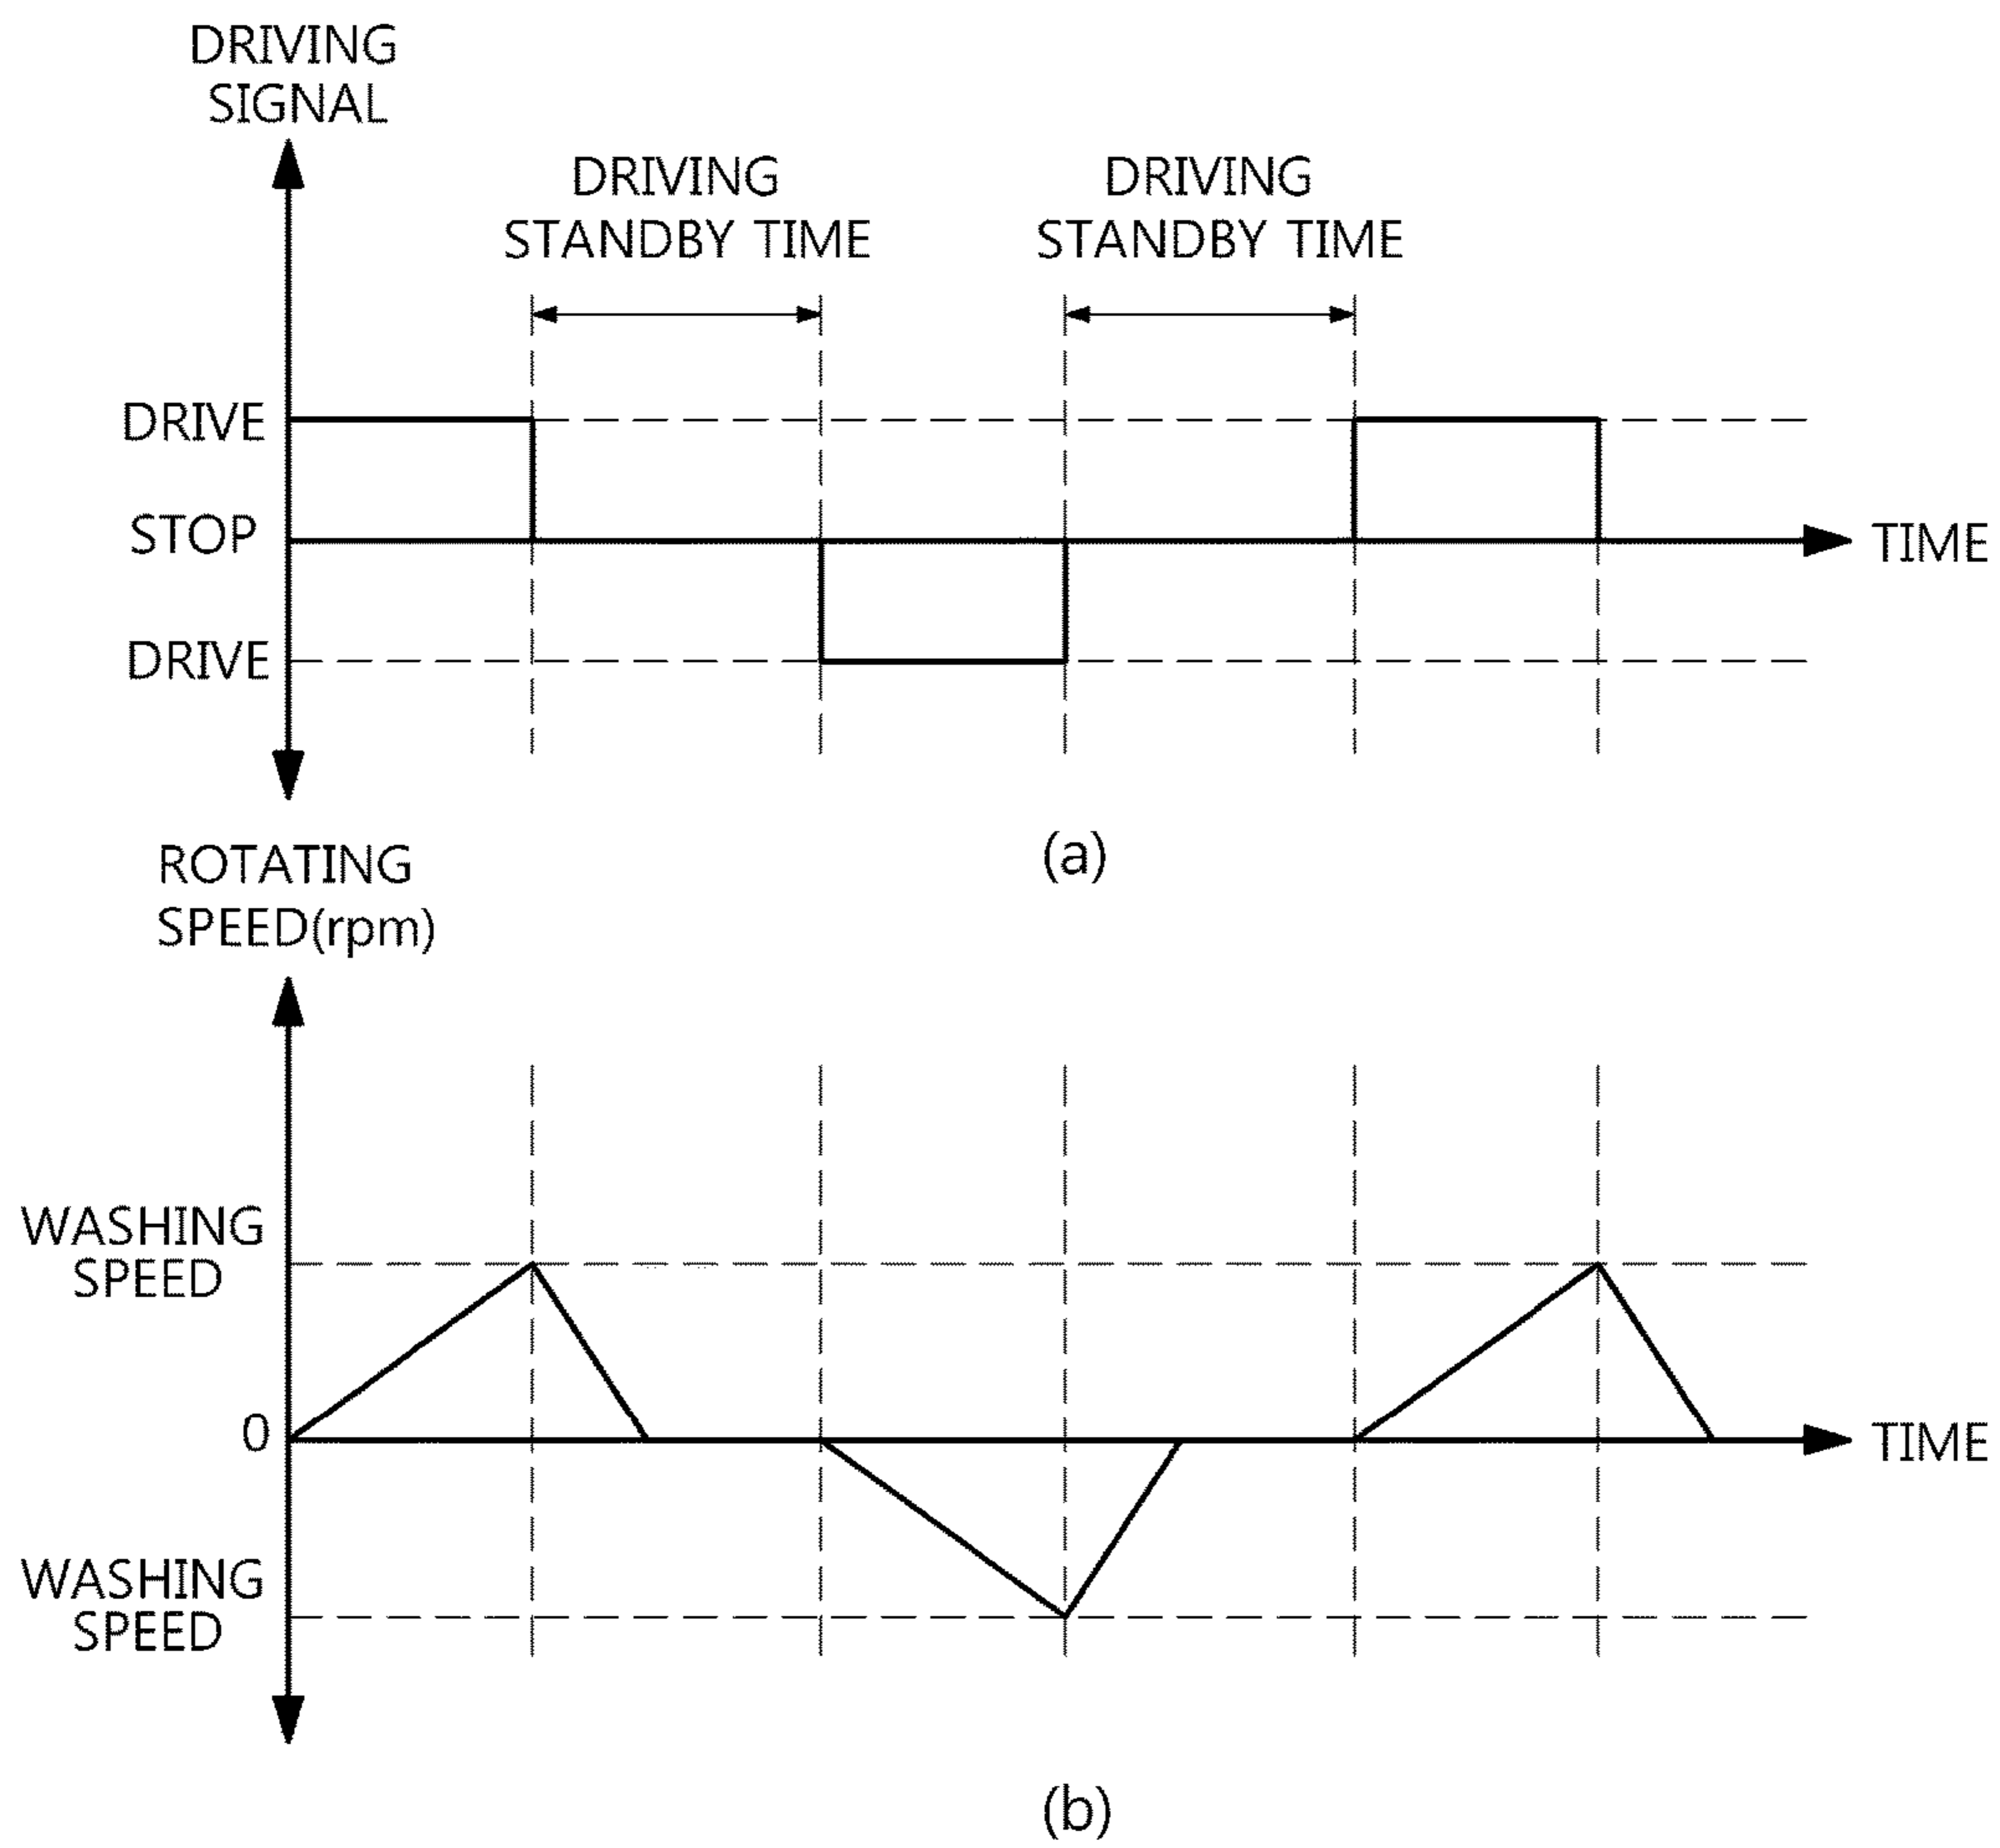 DRIVING
SIGNAL
DRIVING
STANDBY TIME
DRIVING
STANDBY TIME
DRIVE
STOP
TIME
DRIVE
(a)
ROTATING
SPEED(rpm)
WASHING
SPEED
0
TIME
WASHING
SPEED
(b)